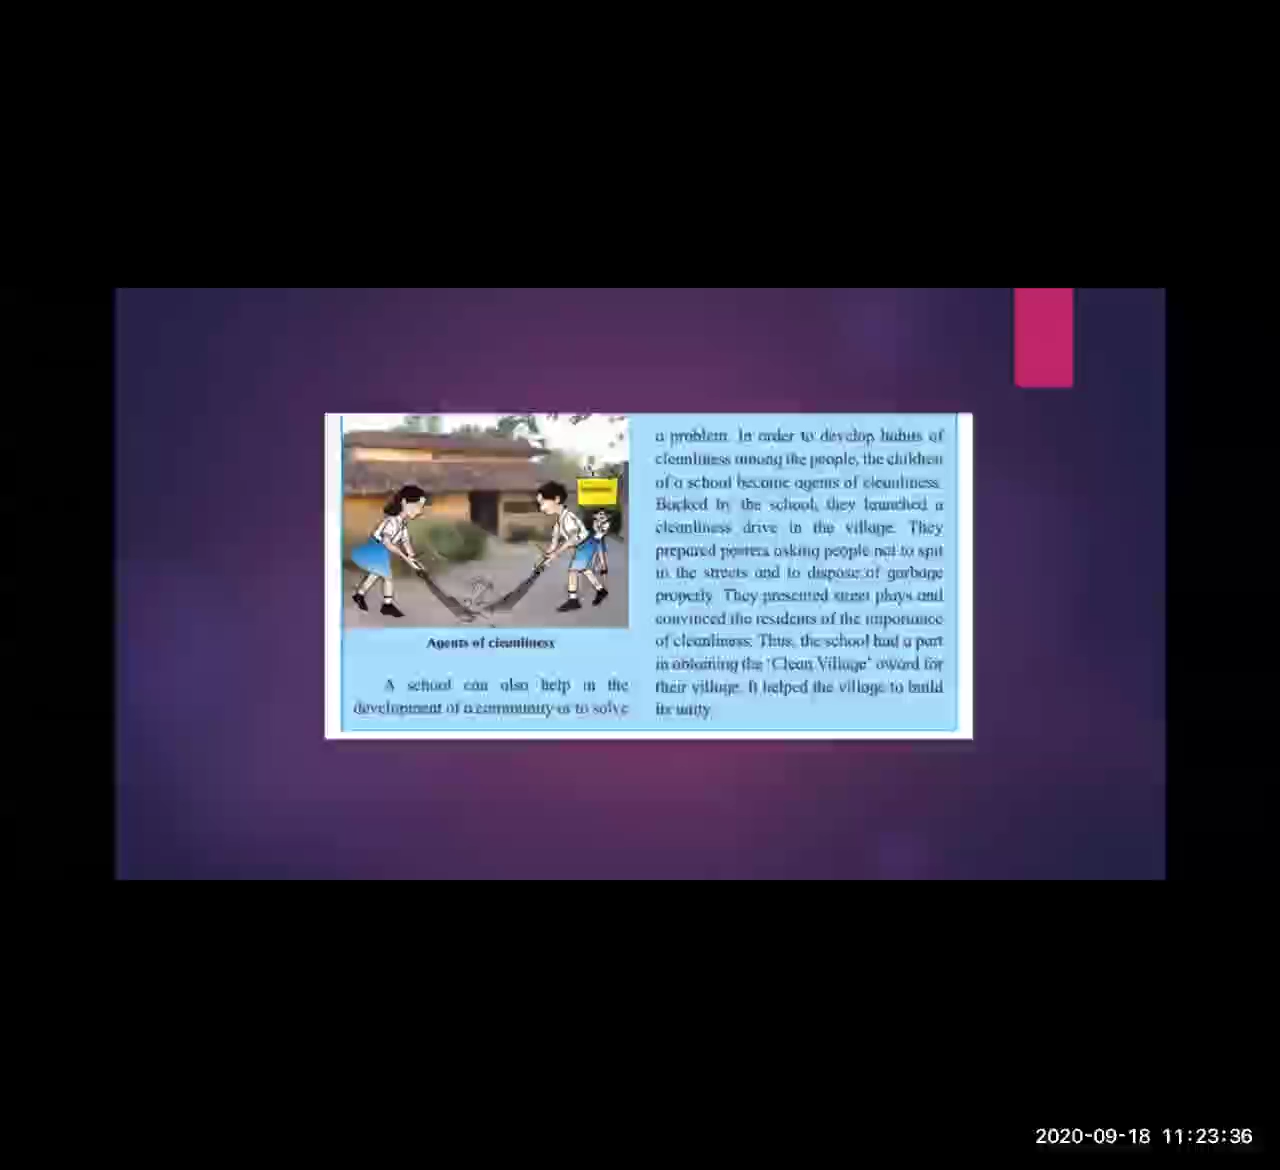 Agents of cleanliness
A school can also help in the
development of a community or to solve
a problem. In order to develop habits of
cleanliness among the people, the children
of a school become agents of cleanliness.
Backed by the school, they launched a
cleanliness drive in the village. They
prepared posters asking people not to spit
in the streets and to dispose of garbage
properly. They presented street plays and
convinced the residents of the importance
of cleanliness. Thus, the school had a part
in obtaining the ‘Clean Village’ award for
their village. It helped the village to build
its unity.
2020-09-18 11:23:36